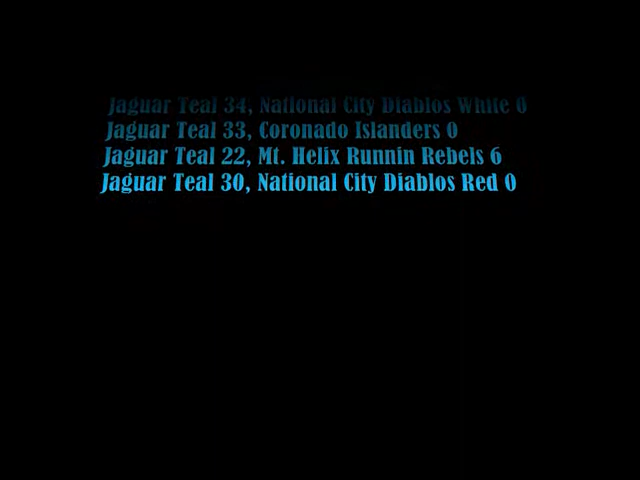 Jaguar Teal 34, National City Diablos White 0
Jaguar Teal 33, Coronado Islanders 0
Jaguar Teal 22, Mt. Helix Runnin Rebels 6
Jaguar Teal 30, National City Diablos Red 0